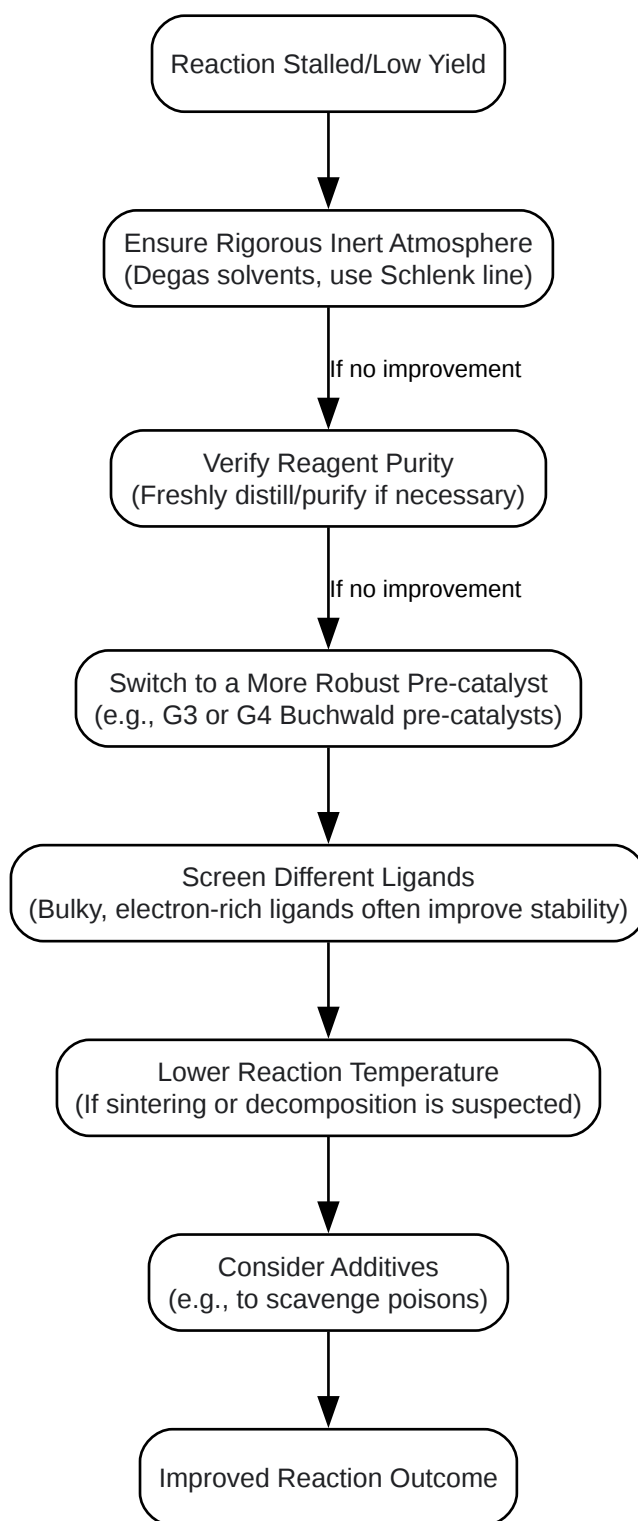 Reaction Stalled/Low Yield
Ensure Rigorous Inert Atmosphere
(Degas solvents, use Schlenk line)
If no improvement
Verify Reagent Purity
(Freshly distill/purify if necessary)
If no improvement
Switch to a More Robust Pre-catalyst
(e.g., G3 or G4 Buchwald pre-catalysts)
Screen Different Ligands
(Bulky, electron-rich ligands often improve stability)
Lower Reaction Temperature
(If sintering or decomposition is suspected)
Consider Additives
(e.g., to scavenge poisons)
Improved Reaction Outcome